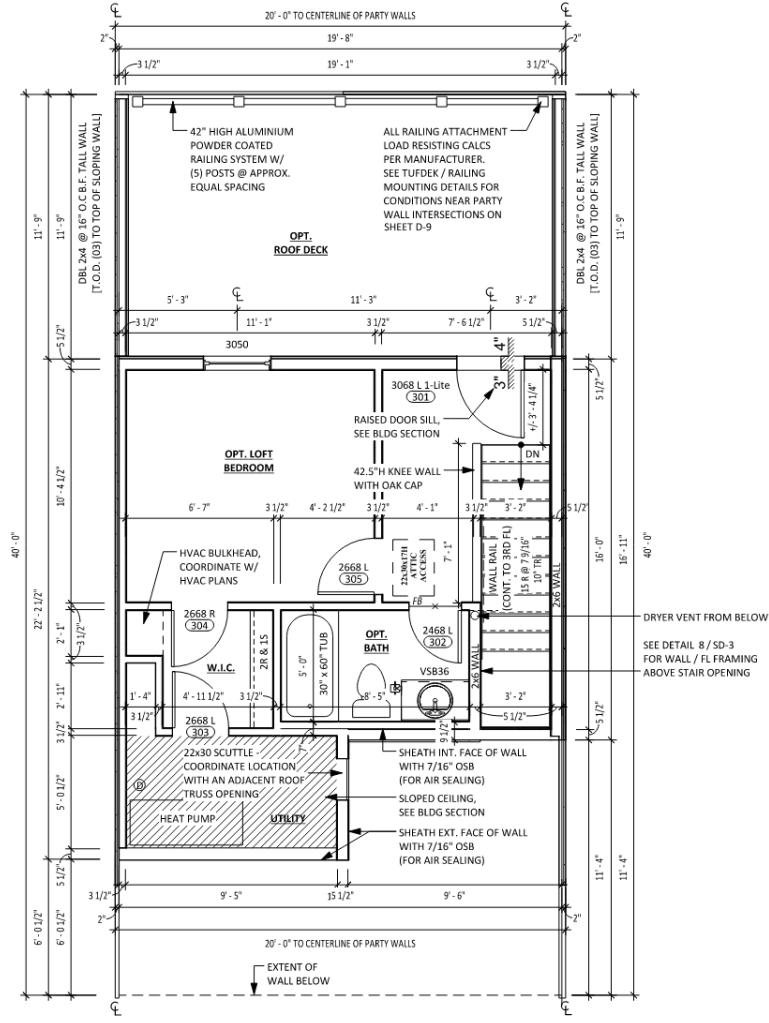 ℄
℄
20' - 0" TO CENTERLINE OF PARTY WALLS
2"
19' - 8"
2"
3 1/2"
19' - 1"
3 1/2"
42" HIGH ALUMINIUM
POWDER COATED
RAILING SYSTEM W/
(5) POSTS @ APPROX.
EQUAL SPACING
ALL RAILING ATTACHMENT
LOAD RESISTING CALCS
PER MANUFACTURER.
SEE TUFDEK / RAILING
MOUNTING DETAILS FOR
CONDITIONS NEAR PARTY
WALL INTERSECTIONS ON
SHEET D-9
DBL 2x4 @ 16" O.C B.F. TALL WALL
[T.O.D. (03) TO TOP OF SLOPING WALL]
DBL 2x4 @ 16" O.C B.F. TALL WALL
[T.O.D. (03) TO TOP OF SLOPING WALL]
11' - 9"
11' - 9"
11' - 9"
OPT.
ROOF DECK
℄
℄
5' - 3"
11' - 3"
3' - 2"
3 1/2"
11' - 1"
3 1/2"
7' - 6 1/2"
5 1/2"
5 1/2"
3050
4"
3"
3068 L 1-Lite
301
+/- 3' - 4 1/4"
5 1/2"
RAISED DOOR SILL,
SEE BLDG SECTION
DN
OPT. LOFT
BEDROOM
42.5"H KNEE WALL
WITH OAK CAP
10' - 4 1/2"
6' - 7"
3 1/2"
4' - 2 1/2"
3 1/2"
4' - 1"
3 1/2"
3' - 2"
5 1/2"
40' - 0"
22' - 2 1/2"
16' - 0"
16' - 11"
40' - 0"
HVAC BULKHEAD,
COORDINATE W/
HVAC PLANS
2668 L
305
22x30x17H
ATTIC
ACCESS
7' - 1"
WALL RAIL
(CONT. TO 3RD FL)
15 R @ 7 9/16"
10" TR
2x6 WALL
FB
2668 R
304
2468 L
302
DRYER VENT FROM BELOW
2' - 1"
3 1/2"
OPT.
BATH
W.I.C.
2R & 1S
5' - 0"
30" x 60" TUB
VSB36
2x6 WALL
SEE DETAIL 8 / SD-3
FOR WALL / FL FRAMING
ABOVE STAIR OPENING
2' - 11"
1' - 4"
4' - 11 1/2"
3 1/2"
8' - 5"
3' - 2"
3 1/2"
5 1/2"
2668 L
303
3 1/2"
7"
9 1/2"
5 1/2"
22x30 SCUTTLE -
COORDINATE LOCATION
WITH AN ADJACENT ROOF
TRUSS OPENING
SHEATH INT. FACE OF WALL
WITH 7/16" OSB
(FOR AIR SEALING)
D
SLOPED CEILING,
SEE BLDG SECTION
5' - 0 1/2"
HEAT PUMP
UTILITY
SHEATH EXT. FACE OF WALL
WITH 7/16" OSB
(FOR AIR SEALING)
5 1/2"
11' - 4"
11' - 4"
3 1/2"
9' - 5"
5 1/2"
9' - 6"
2"
2"
6' - 0 1/2"
6' - 0 1/2"
20' - 0" TO CENTERLINE OF PARTY WALLS
EXTENT OF
WALL BELOW
℄
℄